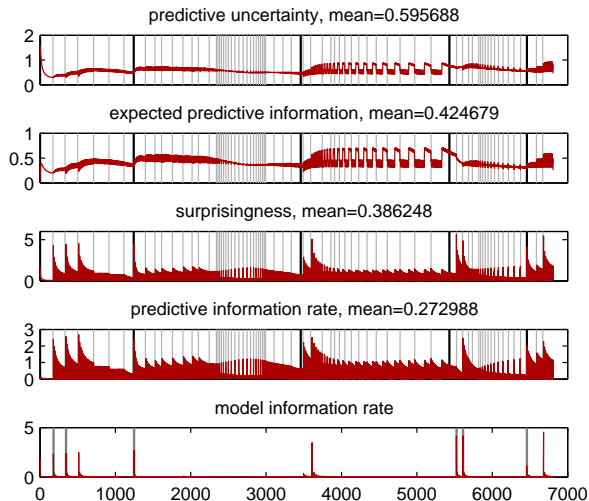 predictive uncertainty, mean=0.595688
2
1
0
expected predictive information, mean=0.424679
1
0.5
0
surprisingness, mean=0.386248
4
2
0
predictive information rate, mean=0.272988
3
2
1
0
model information rate
5
0
0 1000 2000 3000 4000 5000 6000 7000